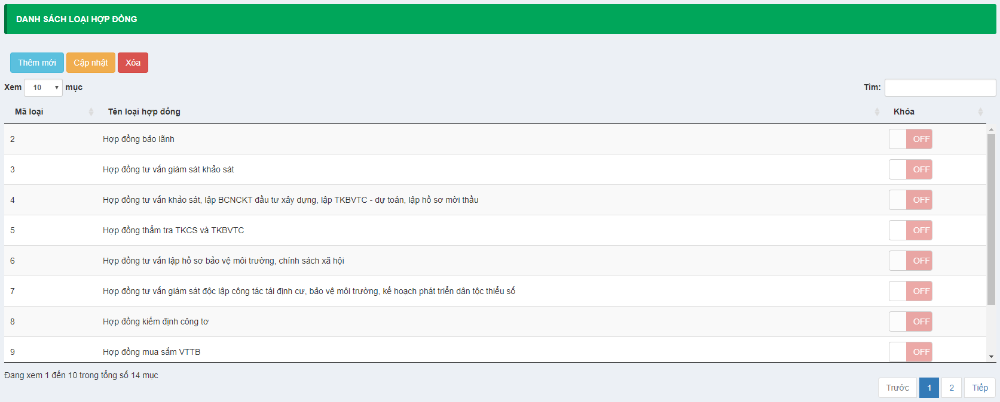 DANH SÁCH LOẠI HỢP ĐỒNG
Thêm mới Cập nhật Xóa
Xem 10 mục Tìm:
Mã loại Tên loại hợp đồng Khóa
2 Hợp đồng bảo lãnh OFF
3 Hợp đồng tư vấn giám sát khảo sát OFF
4 Hợp đồng tư vấn khảo sát, lập BCNCKT đầu tư xây dựng, lập TKBVTC - dự toán, lập hồ sơ mời thầu OFF
5 Hợp đồng thẩm tra TKCS và TKBVTC OFF
6 Hợp đồng tư vấn lập hồ sơ bảo vệ môi trường, chính sách xã hội OFF
7 Hợp đồng tư vấn giám sát độc lập công tác tái định cư, bảo vệ môi trường, kế hoạch phát triển dân tộc thiểu số OFF
8 Hợp đồng kiểm định công tơ OFF
9 Hợp đồng mua sắm VTTB OFF
Đang xem 1 đến 10 trong tổng số 14 mục
Trước 1 2 Tiếp